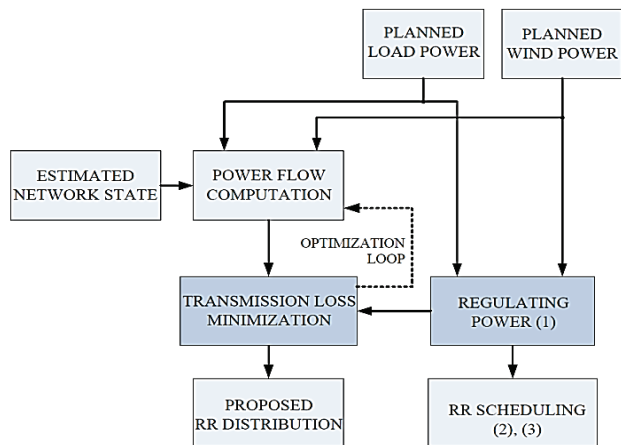 PLANNED
LOAD POWER
PLANNED
WIND POWER
ESTIMATED
NETWORK STATE
POWER FLOW
COMPUTATION
OPTIMIZATION
LOOP
TRANSMISSION LOSS
MINIMIZATION
REGULATING
POWER (1)
PROPOSED
RR DISTRIBUTION
RR SCHEDULING
(2), (3)